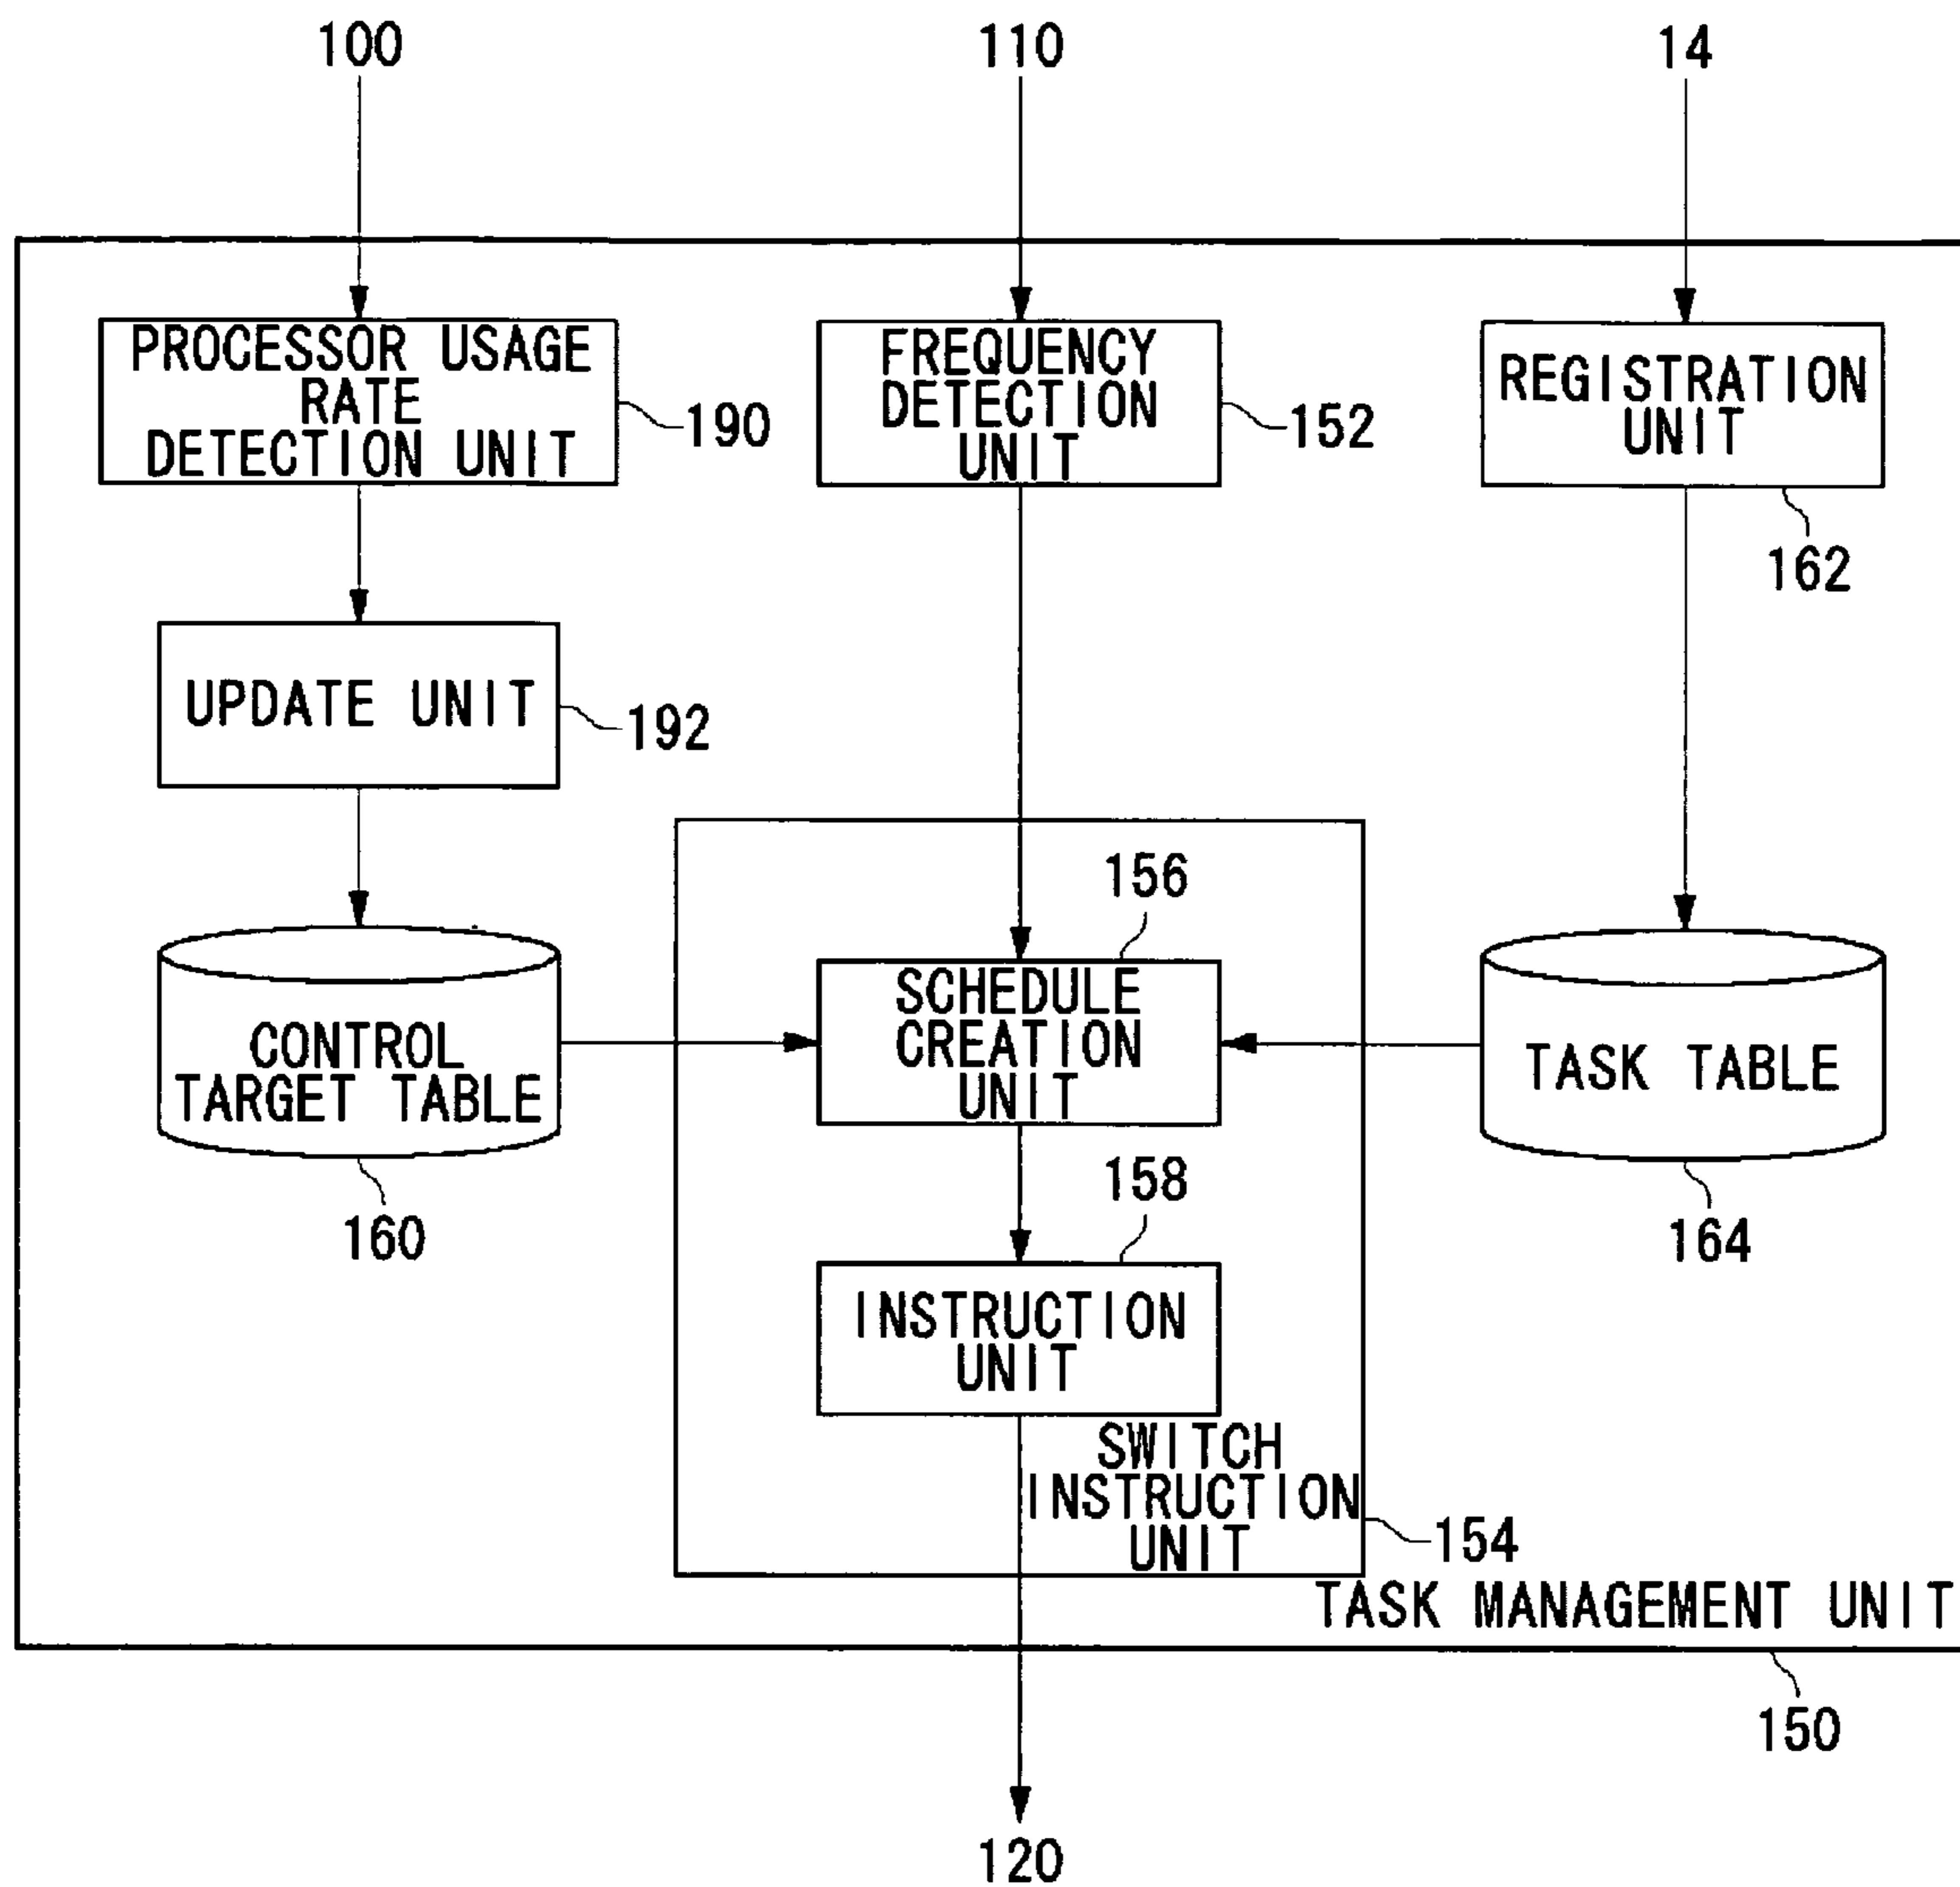 100
110
14
PROCESSOR USAGE
RATE
DETECTION UNIT
190
FREQUENCY
DETECTION
UNIT
152
REGISTRATION
UNIT
162
UPDATE UNIT
192
156
CONTROL
TARGET TABLE
160
SCHEDULE
CREATION
UNIT
TASK TABLE
164
158
INSTRUCTION
UNIT
SWITCH
INSTRUCTION
UNIT
154
TASK MANAGEMENT UNIT
150
120